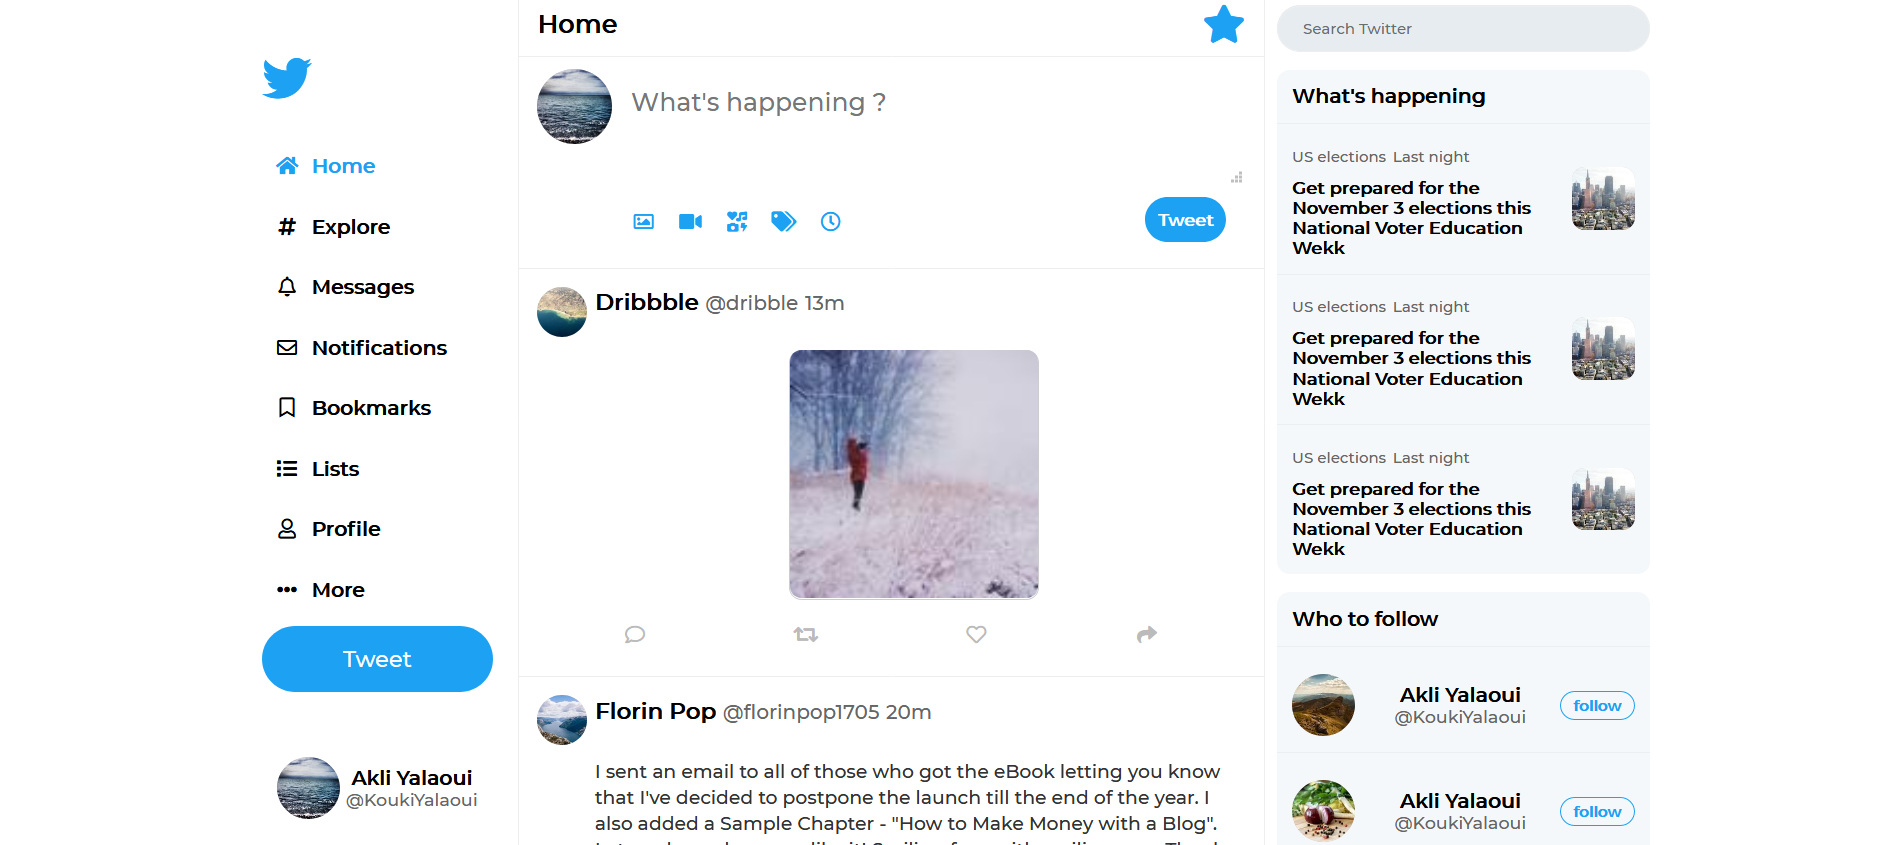 Home
Explore
Messages
Notifications
Bookmarks
Lists
Profile
More
Tweet
Akli Yalaoui
@KoukiYalaoui
Home
What's happening ?
Tweet
Dribbble @dribble 13m
Florin Pop @florinpop1705 20m
I sent an email to all of those who got the eBook letting you know
that I've decided to postpone the launch till the end of the year. I
also added a Sample Chapter - "How to Make Money with a Blog".
Search Twitter
What's happening
US elections Last night
Get prepared for the
November 3 elections this
National Voter Education
Wekk
US elections Last night
Get prepared for the
November 3 elections this
National Voter Education
Wekk
US elections Last night
Get prepared for the
November 3 elections this
National Voter Education
Wekk
Who to follow
Akli Yalaoui
@KoukiYalaoui
follow
Akli Yalaoui
@KoukiYalaoui
follow